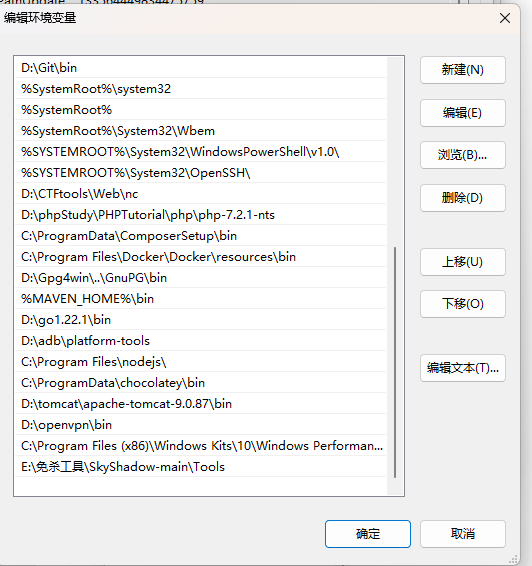 编辑环境变量
D:\Git\bin
%SystemRoot%\system32
%SystemRoot%
%SystemRoot%\System32\Wbem
%SYSTEMROOT%\System32\WindowsPowerShell\v1.0\
%SYSTEMROOT%\System32\OpenSSH\
D:\CTFtools\Web\nc
D:\phpStudy\PHPTutorial\php\php-7.2.1-nts
C:\ProgramData\ComposerSetup\bin
C:\Program Files\Docker\Docker\resources\bin
D:\Gpg4win\..\GnuPG\bin
%MAVEN_HOME%\bin
D:\go1.22.1\bin
D:\adb\platform-tools
C:\Program Files\nodejs\
C:\ProgramData\chocolatey\bin
D:\tomcat\apache-tomcat-9.0.87\bin
D:\openvpn\bin
C:\Program Files (x86)\Windows Kits\10\Windows Performan...
E:\免杀工具\SkyShadow-main\Tools
新建(N)
编辑(E)
浏览(B)...
删除(D)
上移(U)
下移(O)
编辑文本(T)...
确定
取消